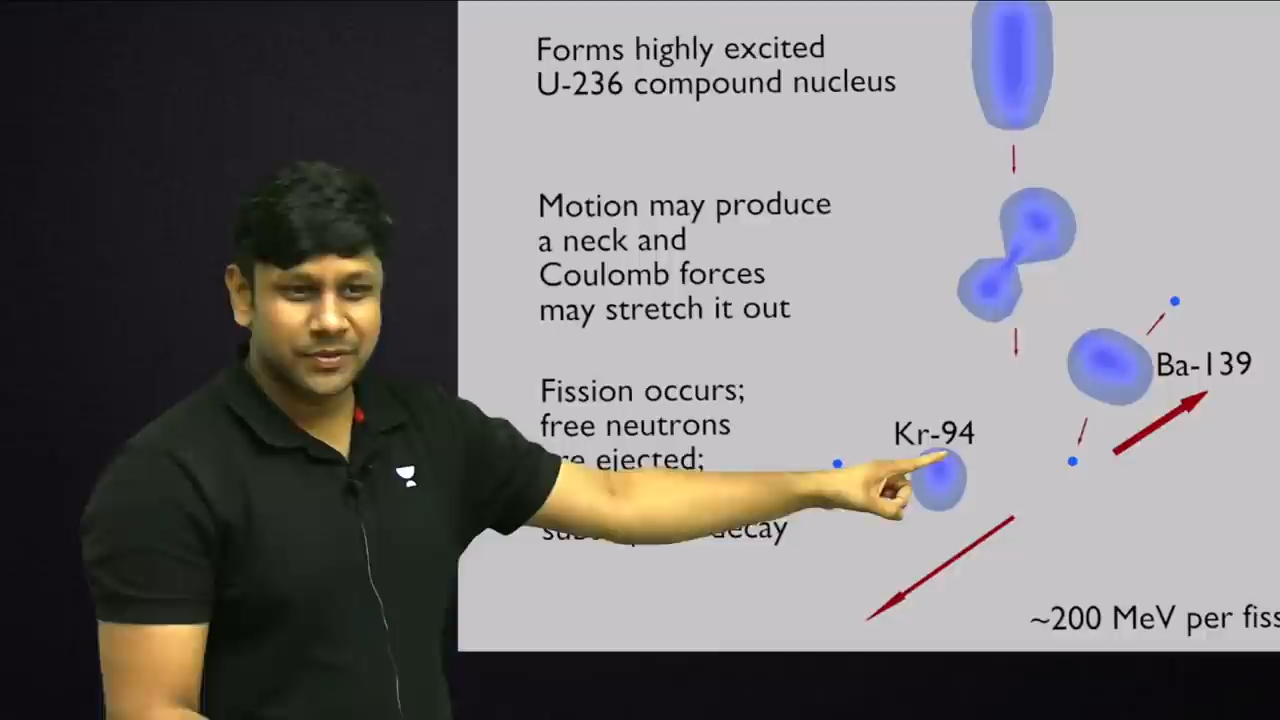 Forms highly excited
U-236 compound nucleus
Motion may produce
a neck and
Coulomb forces
may stretch it out
Ba-139
Fission occurs;
free neutrons
Kr-94
ejected;
decay
~200 MeV per